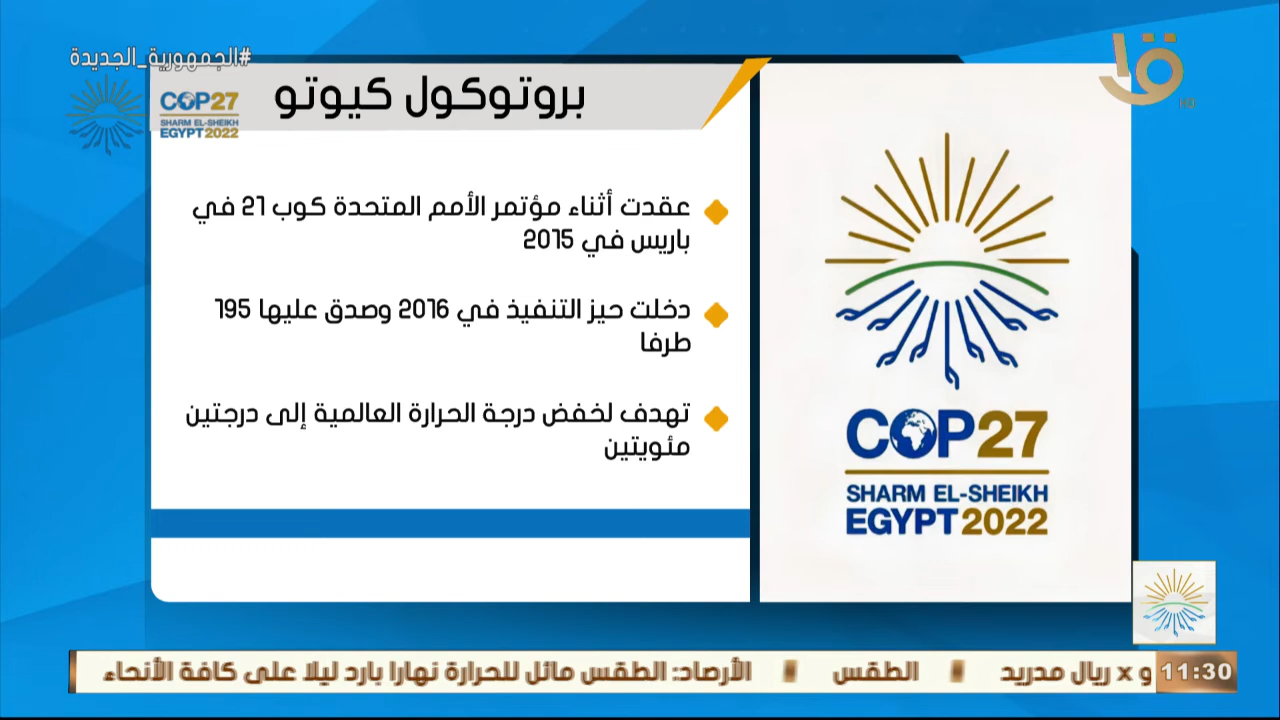 #الجمهورية_الجديدة
COP27
SHARM EL-SHEIKH
EGYPT 2022
بروتوكول كيوتو
عقدت أثناء مؤتمر الأمم المتحدة كوب 21 في
باريس في 2015
دخلت حيز التنفيذ في 2016 وصدق عليها 195
طرفا
تهدف لخفض درجة الحرارة العالمية إلى درجتين
مئويتين
COP27
SHARM EL-SHEIKH
EGYPT 2022
11:30
و x ريال مدريد الطقس الأرصاد: الطقس مائل للحرارة نهارا بارد ليلا على كافة الأنحاء